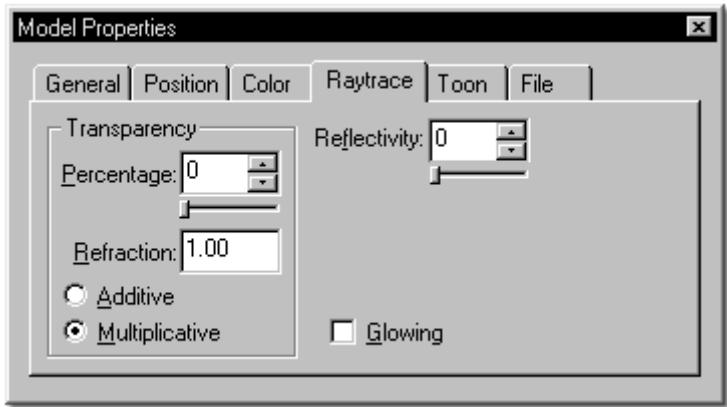 Model Properties
General Position Color Raytrace Toon File
Transparency
Percentage: 0
Refraction: 1.00
Additive
Multiplicative
Reflectivity: 0
Glowing